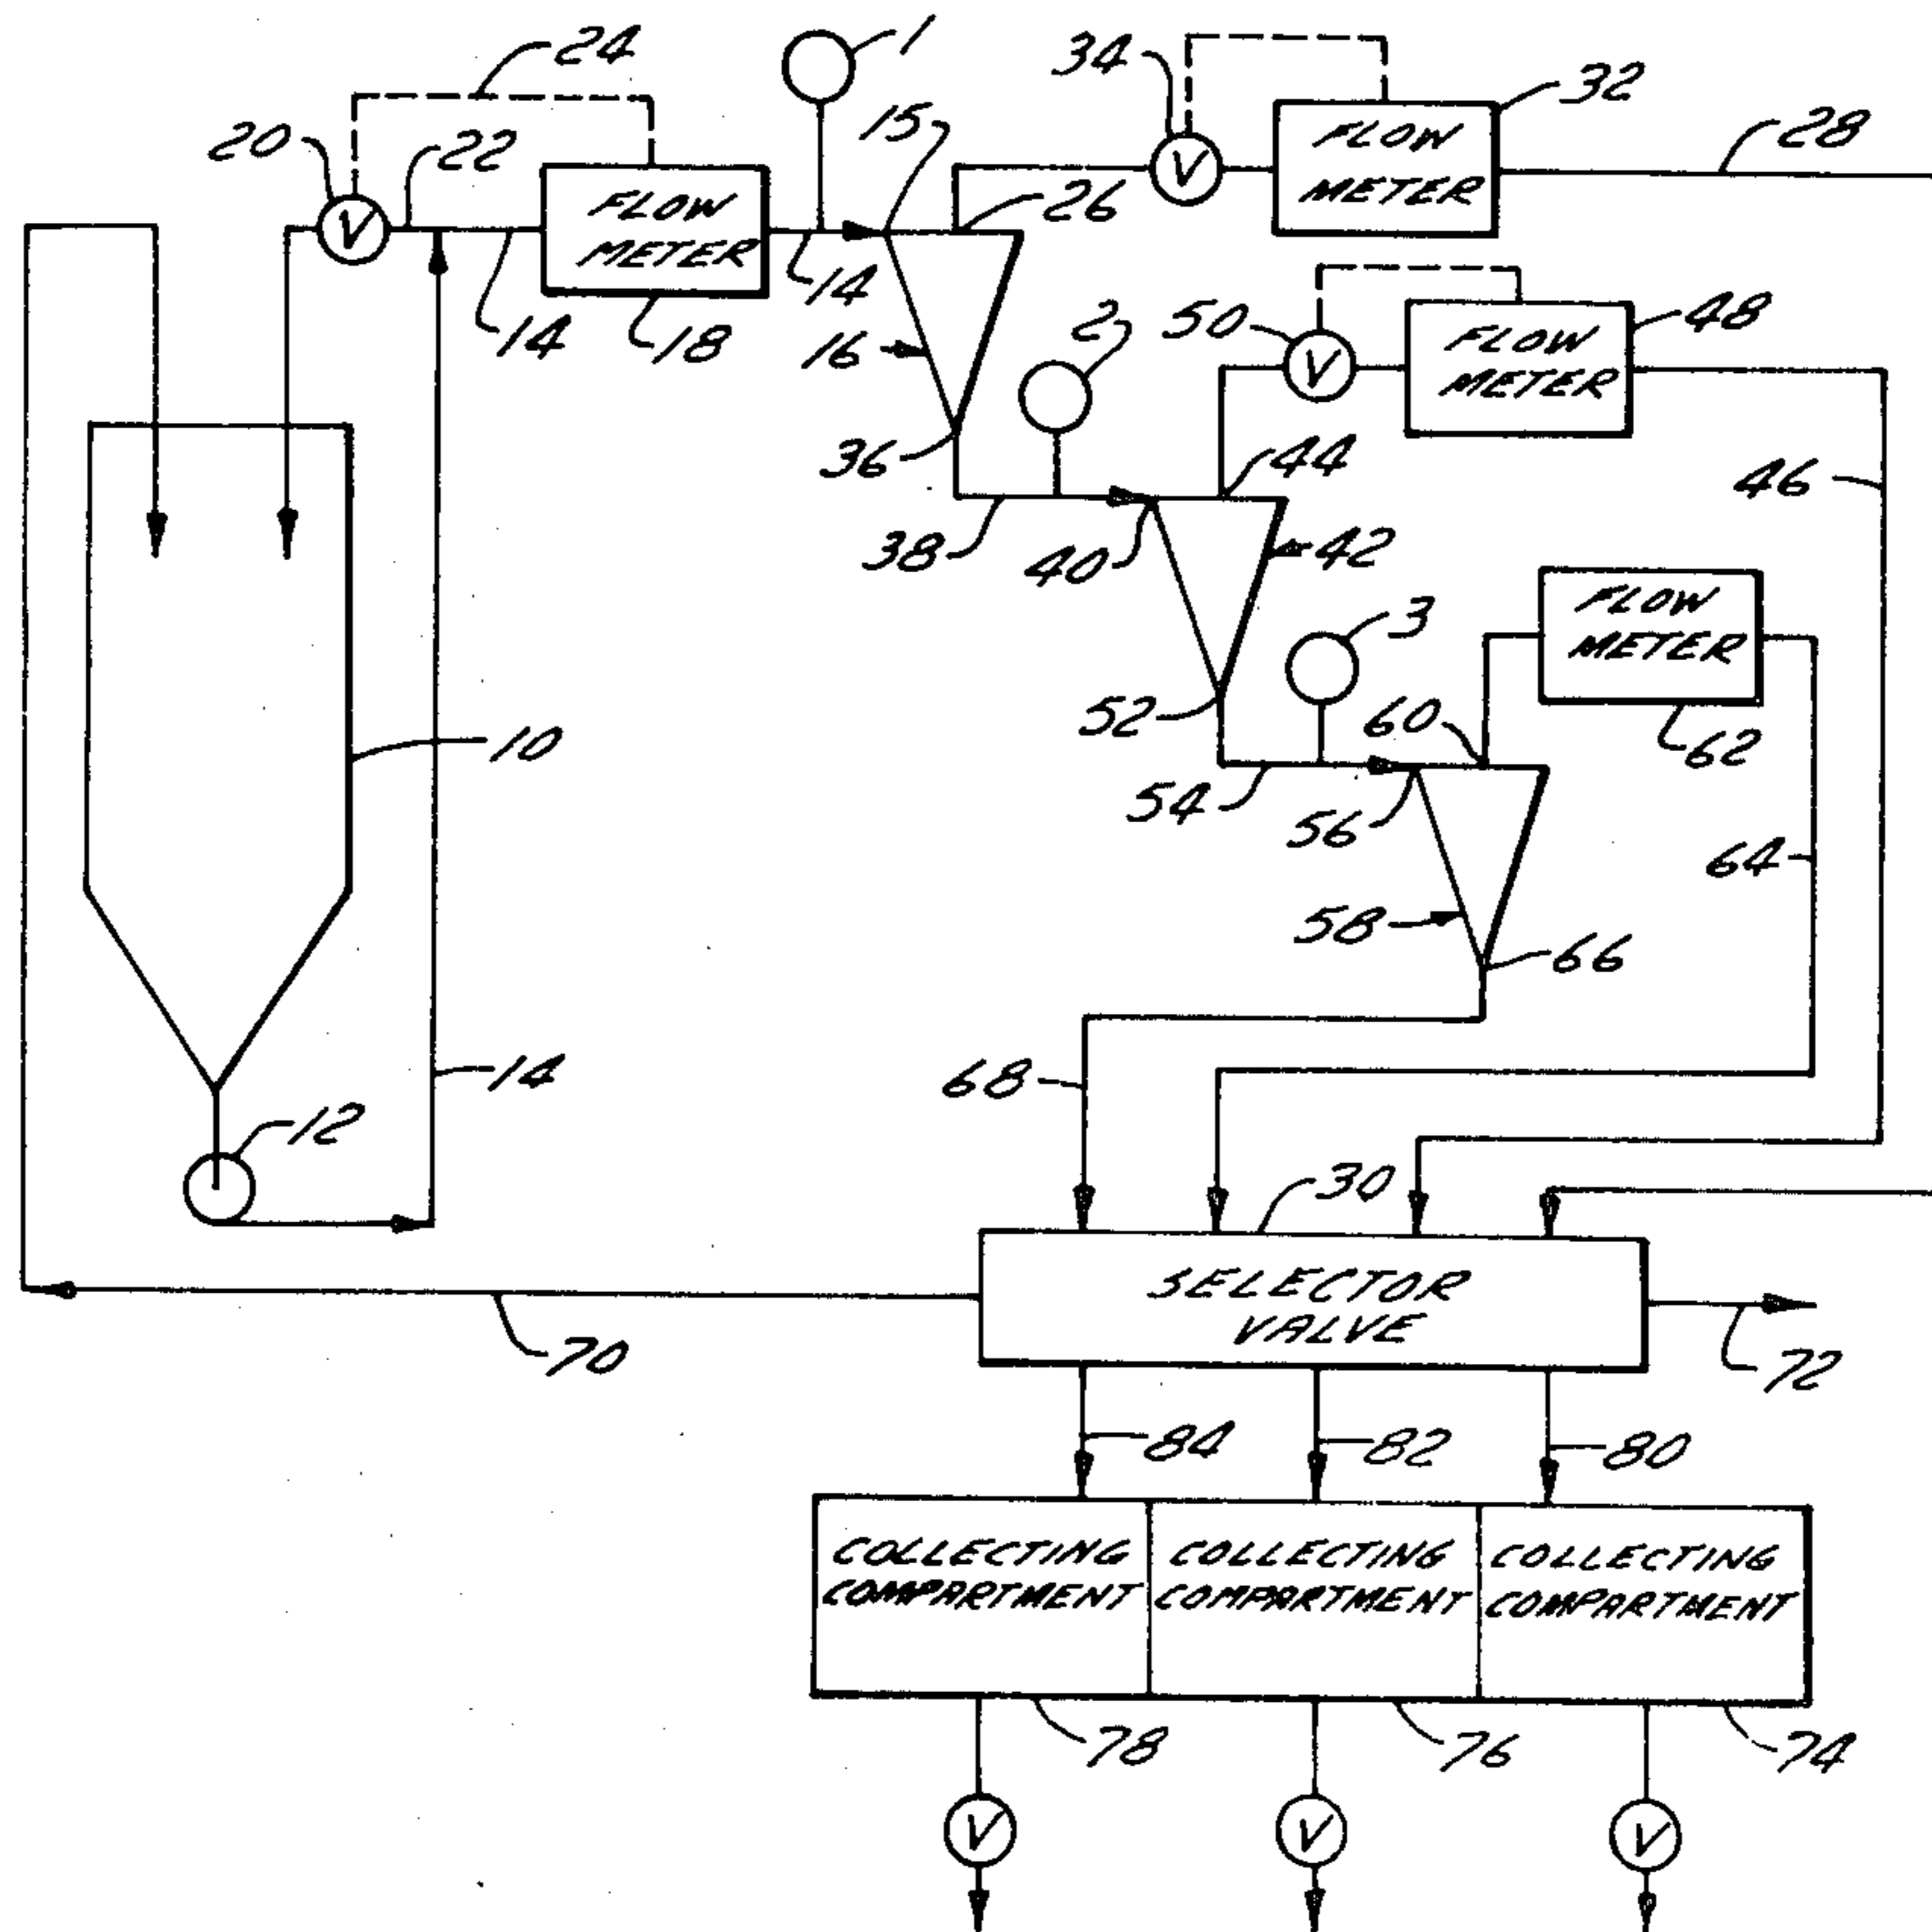 24
1
34
32
20
22
15
28
V
FLOW
METER
V
FLOW
METER
26
14
18
14
16
2
50
V
FLOW
METER
48
36
44
46
38
40
42
3
FLOW
METER
10
52
60
62
54
56
64
58
66
14
68
12
30
SELECTOR
VALVE
70
72
84
82
80
COLLECTING
COMPARTMENT
COLLECTING
COMPARTMENT
COLLECTING
COMPARTMENT
78
76
74
V
V
V